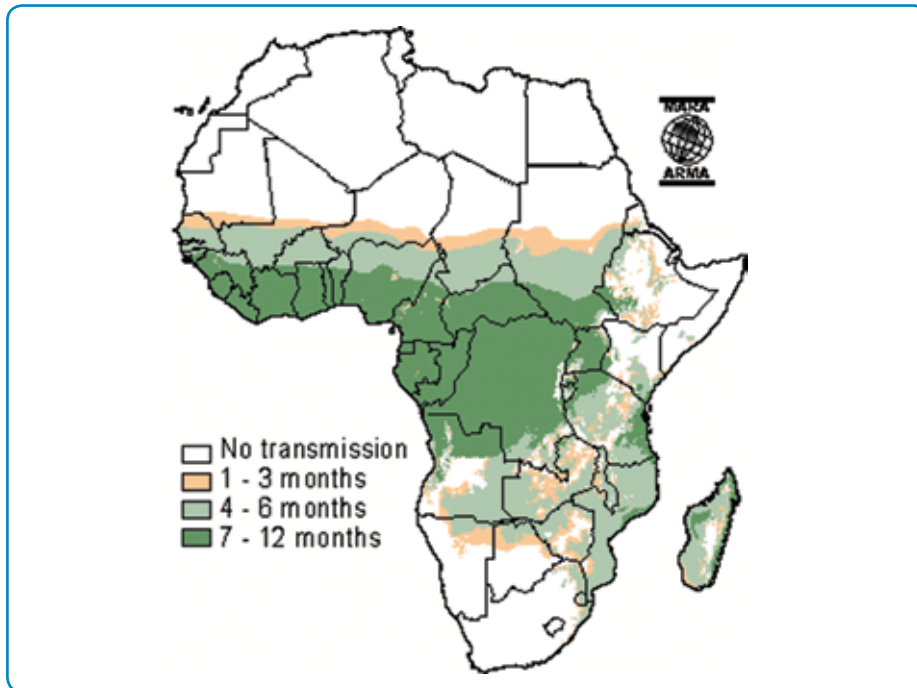 MARA
ARMA
No transmission
1 - 3 months
4 - 6 months
7 - 12 months